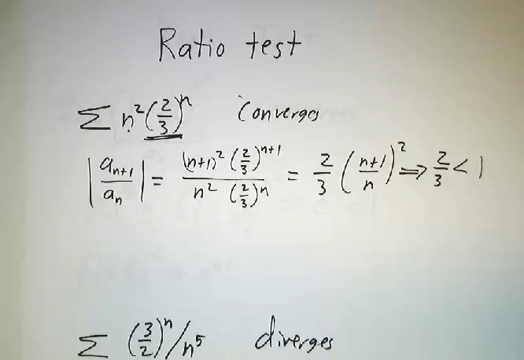 Ratio test
∑ n²(2/3)ⁿ converges
|aₙ₊₁/aₙ| = (n+1)²(2/3)ⁿ⁺¹ / n²(2/3)ⁿ = 2/3 ((n+1)/n)² ⟹ 2/3 < 1
∑ (3/2)ⁿ/n⁵ diverges